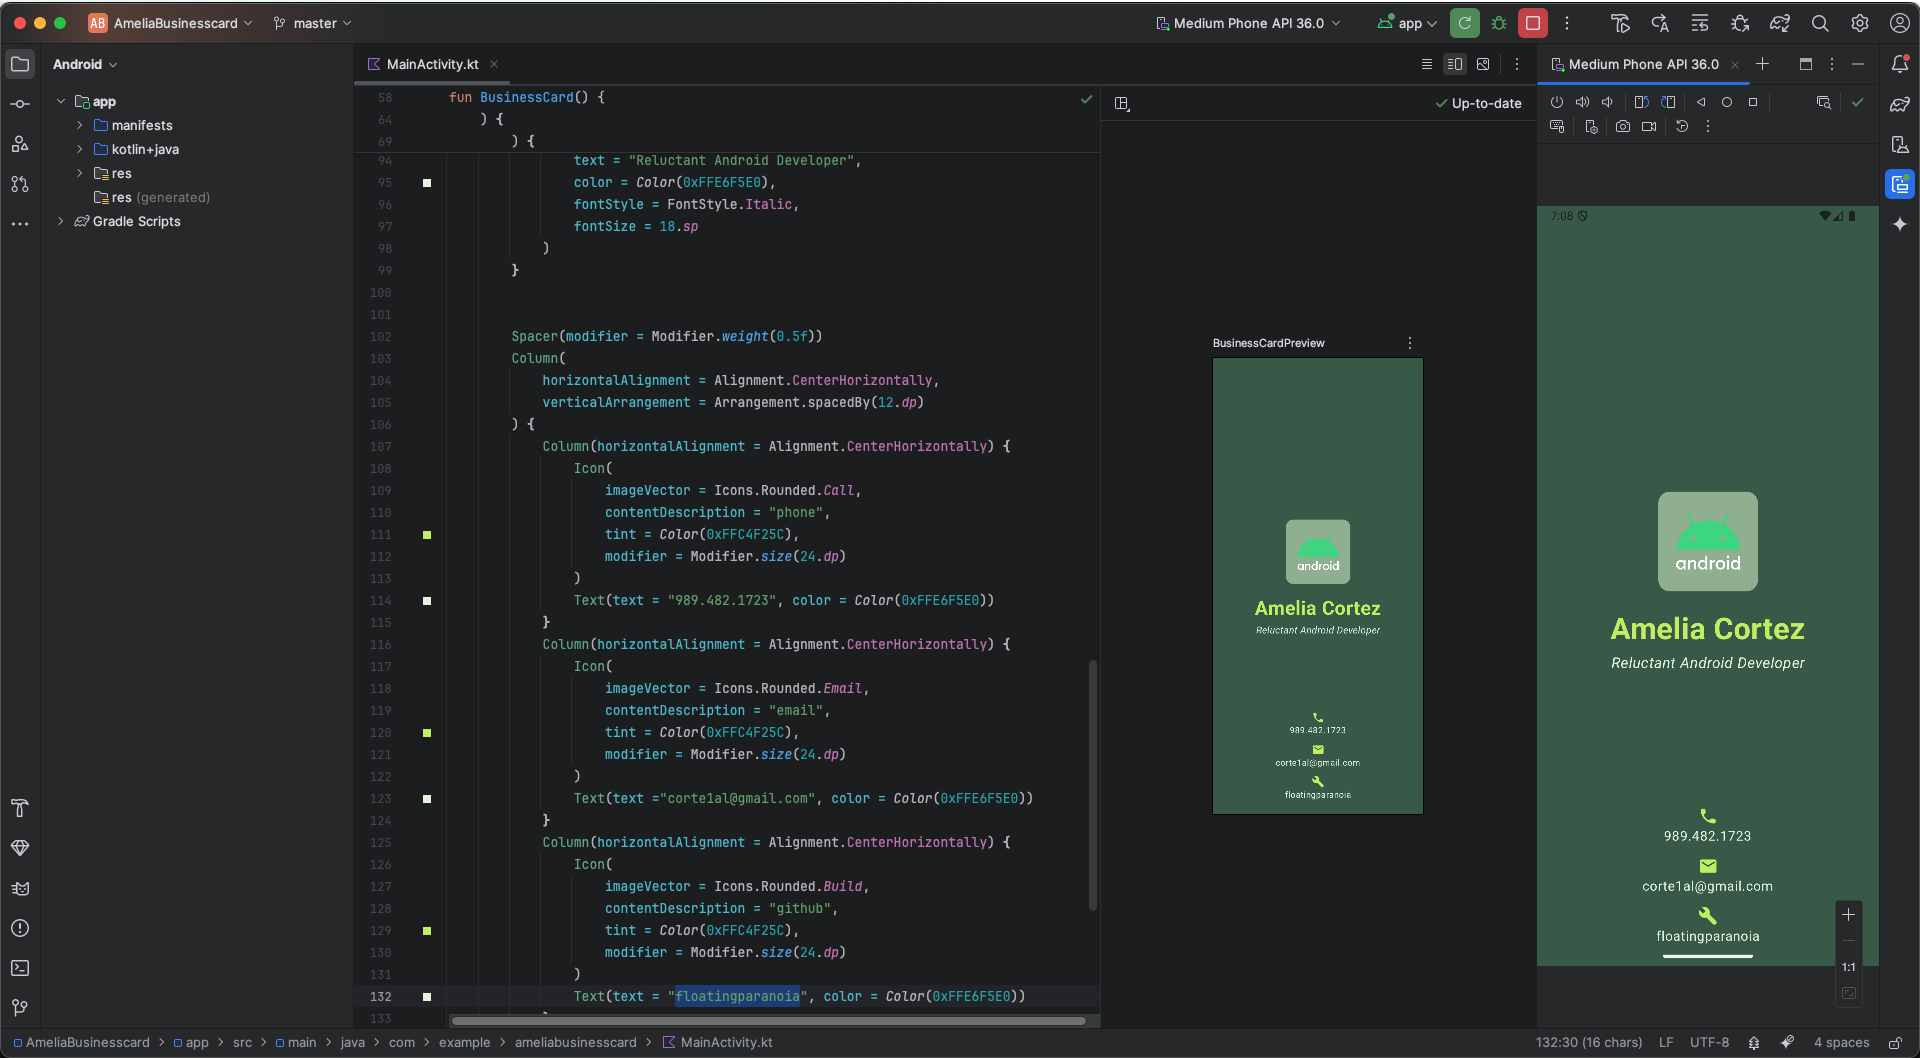 AB AmeliaBusinesscard master Medium Phone API 36.0 app
Android
MainActivity.kt
Medium Phone API 36.0
app
manifests
kotlin+java
res
res (generated)
Gradle Scripts
58 fun BusinessCard() {
64 ) {
69 ) {
94 text = "Reluctant Android Developer",
95 color = Color(0xFFE6F5E0),
96 fontStyle = FontStyle.Italic,
97 fontSize = 18.sp
98 )
99 }
100
101
102 Spacer(modifier = Modifier.weight(0.5f))
103 Column(
104 horizontalAlignment = Alignment.CenterHorizontally,
105 verticalArrangement = Arrangement.spacedBy(12.dp)
106 ) {
107 Column(horizontalAlignment = Alignment.CenterHorizontally) {
108 Icon(
109 imageVector = Icons.Rounded.Call,
110 contentDescription = "phone",
111 tint = Color(0xFFC4F25C),
112 modifier = Modifier.size(24.dp)
113 )
114 Text(text = "989.482.1723", color = Color(0xFFE6F5E0))
115 }
116 Column(horizontalAlignment = Alignment.CenterHorizontally) {
117 Icon(
118 imageVector = Icons.Rounded.Email,
119 contentDescription = "email",
120 tint = Color(0xFFC4F25C),
121 modifier = Modifier.size(24.dp)
122 )
123 Text(text ="corte1al@gmail.com", color = Color(0xFFE6F5E0))
124 }
125 Column(horizontalAlignment = Alignment.CenterHorizontally) {
126 Icon(
127 imageVector = Icons.Rounded.Build,
128 contentDescription = "github",
129 tint = Color(0xFFC4F25C),
130 modifier = Modifier.size(24.dp)
131 )
132 Text(text = "floatingparanoia", color = Color(0xFFE6F5E0))
133
Up-to-date
BusinessCardPreview
android
Amelia Cortez
Reluctant Android Developer
989.482.1723
corte1al@gmail.com
floatingparanoia
7:08
android
Amelia Cortez
Reluctant Android Developer
989.482.1723
corte1al@gmail.com
floatingparanoia
1:1
AmeliaBusinesscard > app > src > main > java > com > example > ameliabusinesscard > MainActivity.kt
132:30 (16 chars) LF UTF-8 4 spaces